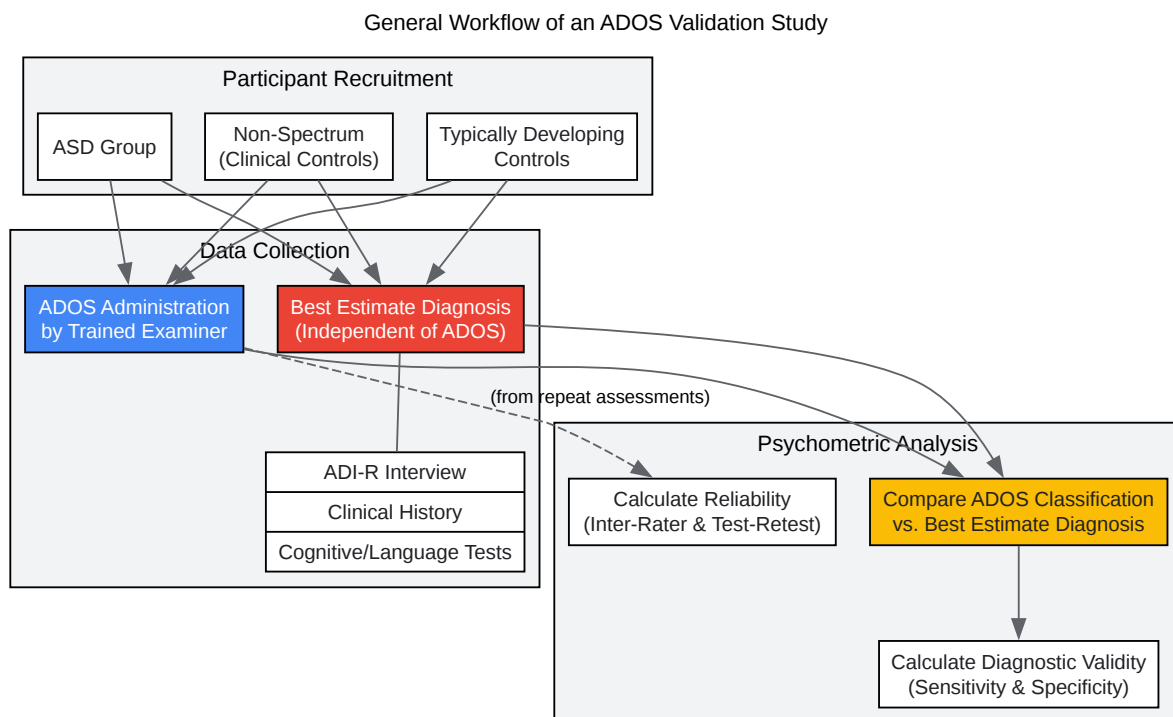 General Workflow of an ADOS Validation Study
Participant Recruitment
ASD Group
Non-Spectrum
(Clinical Controls)
Typically Developing
Controls
Data Collection
ADOS Administration
by Trained Examiner
Best Estimate Diagnosis
(Independent of ADOS)
(from repeat assessments)
ADI-R Interview
Clinical History
Cognitive/Language Tests
Psychometric Analysis
Calculate Reliability
(Inter-Rater & Test-Retest)
Compare ADOS Classification
vs. Best Estimate Diagnosis
Calculate Diagnostic Validity
(Sensitivity & Specificity)